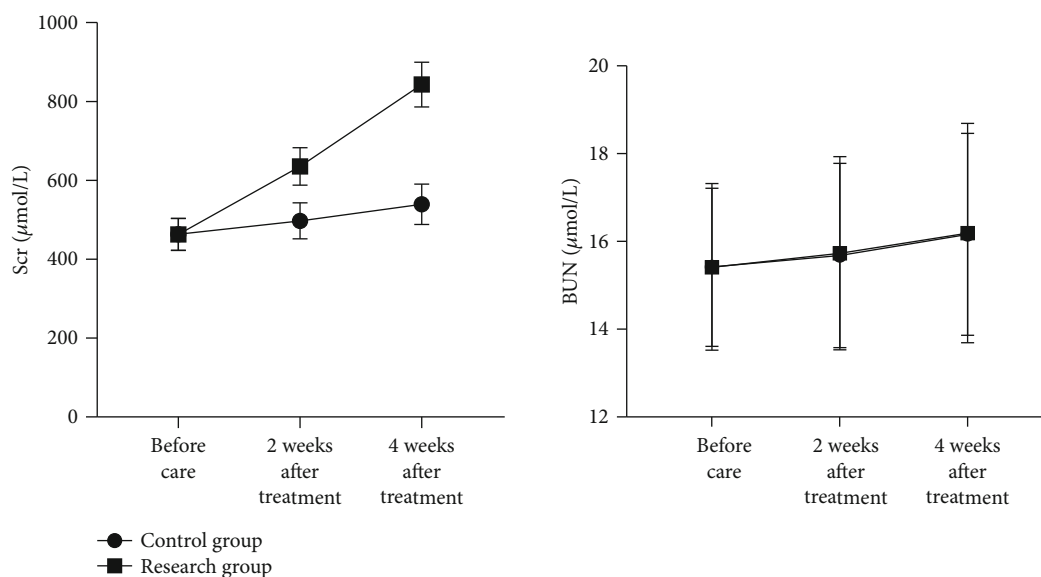 1000
800
600
400
200
0
Scr (μmol/L)
Before
care
2 weeks
after
treatment
4 weeks
after
treatment
20
18
16
14
12
BUN (μmol/L)
Before
care
2 weeks
after
treatment
4 weeks
after
treatment
Control group
Research group